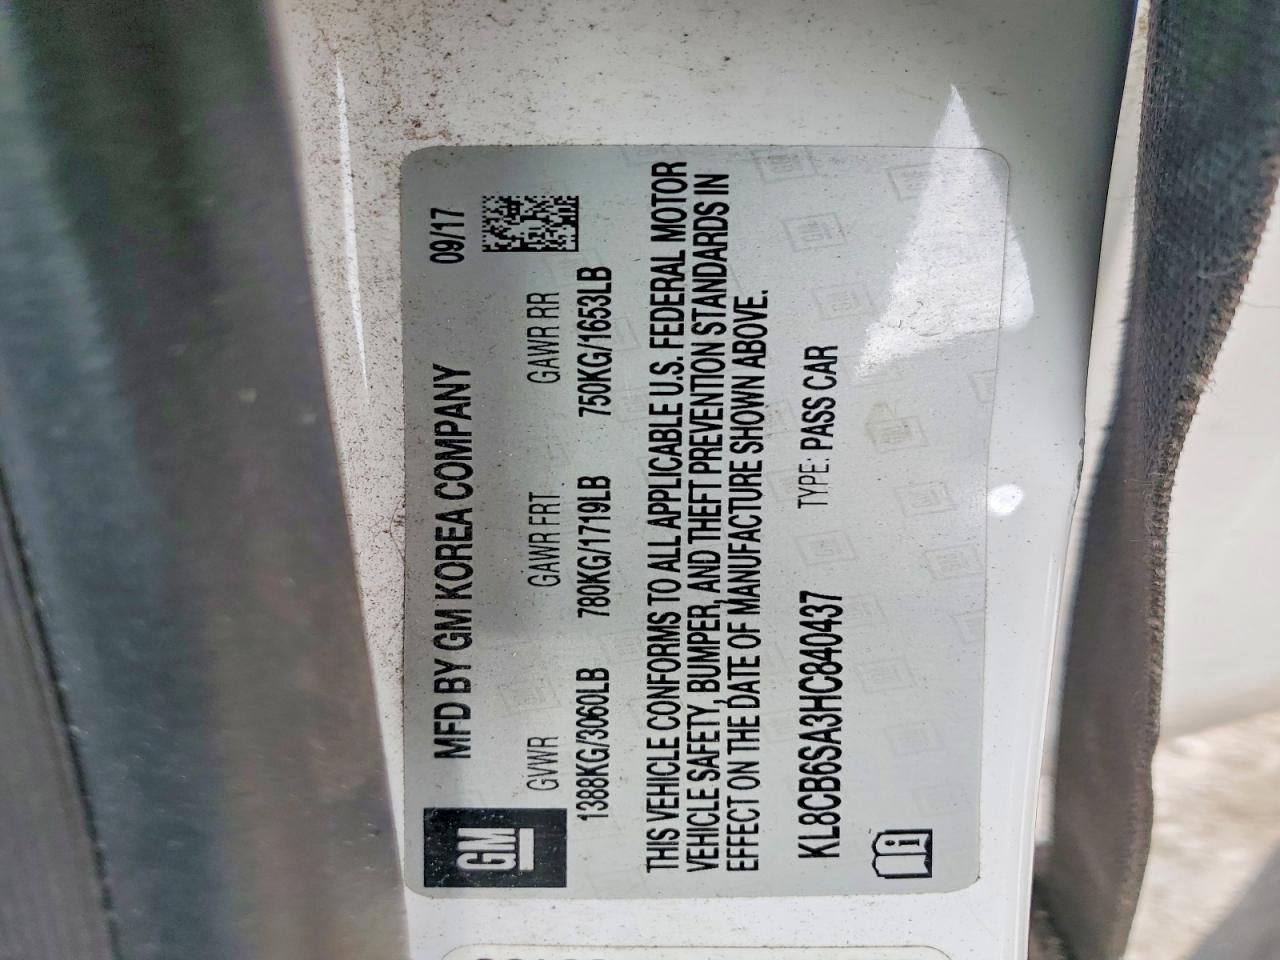 GM
MFD BY GM KOREA COMPANY 09/17
GVWR GAWR FRT GAWR RR
1388KG/3060LB 780KG/1719LB 750KG/1653LB
THIS VEHICLE CONFORMS TO ALL APPLICABLE U.S. FEDERAL MOTOR
VEHICLE SAFETY, BUMPER, AND THEFT PREVENTION STANDARDS IN
EFFECT ON THE DATE OF MANUFACTURE SHOWN ABOVE.
KL8CB6SA3HC840437 TYPE: PASS CAR